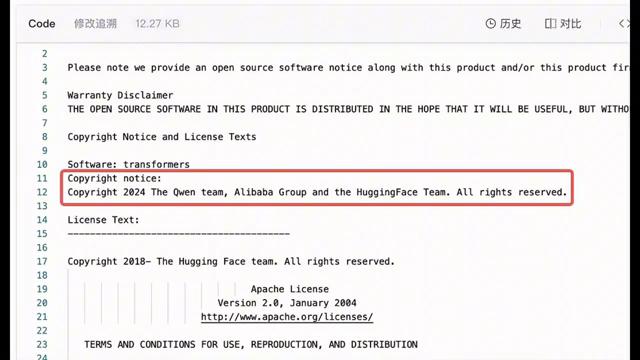 Code 修改追溯 12.27 KB 历史 对比
2
3 Please note we provide an open source software notice along with this product and/or this product
4
5 Warranty Disclaimer
6 THE OPEN SOURCE SOFTWARE IN THIS PRODUCT IS DISTRIBUTED IN THE HOPE THAT IT WILL BE USEFUL, BUT
7
8 Copyright Notice and License Texts
9
10 Software: transformers
11 Copyright notice:
12 Copyright 2024 The Qwen team, Alibaba Group and the HuggingFace Team. All rights reserved.
13
14 License Text:
15 ----------------------------------------
16
17 Copyright 2018- The Hugging Face team. All rights reserved.
18
19 Apache License
20 Version 2.0, January 2004
21 http://www.apache.org/licenses/
22
23 TERMS AND CONDITIONS FOR USE, REPRODUCTION, AND DISTRIBUTION
24